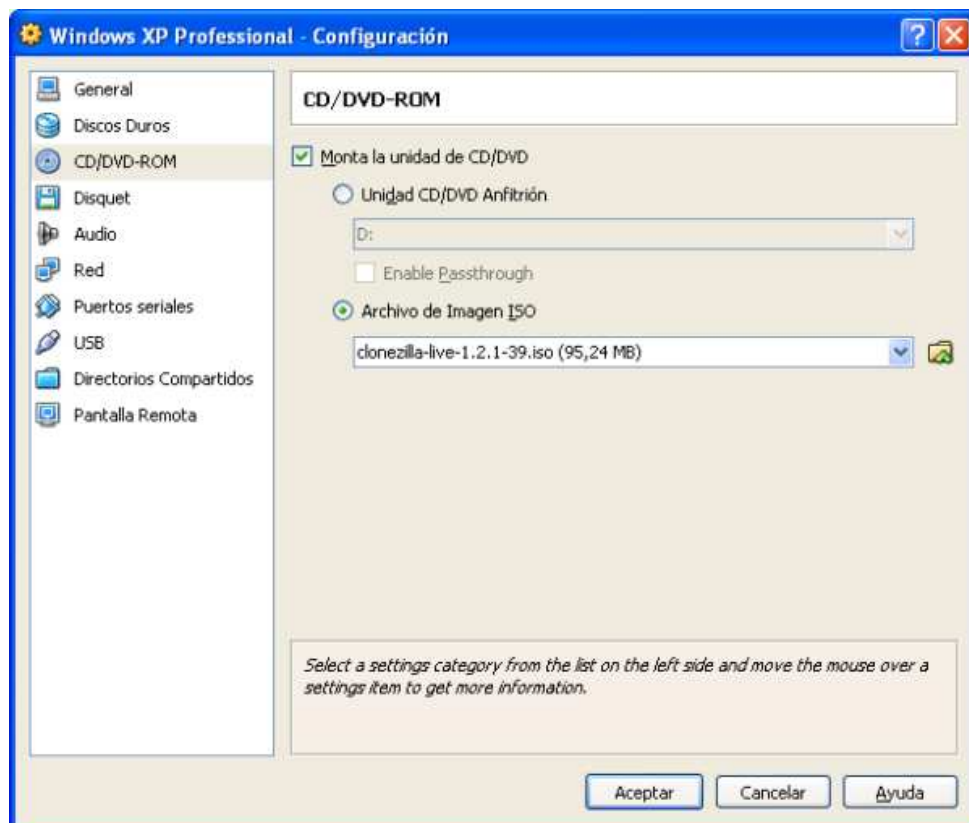 Windows XP Professional - Configuración
General
Discos Duros
CD/DVD-ROM
Disquet
Audio
Red
Puertos seriales
USB
Directorios Compartidos
Pantalla Remota
CD/DVD-ROM
Monta la unidad de CD/DVD
Unidad CD/DVD Anfitrión
D:
Enable Passthrough
Archivo de Imagen ISO
clonezilla-live-1.2.1-39.iso (95,24 MB)
Select a settings category from the list on the left side and move the mouse over a
settings item to get more information.
Aceptar
Cancelar
Ayuda